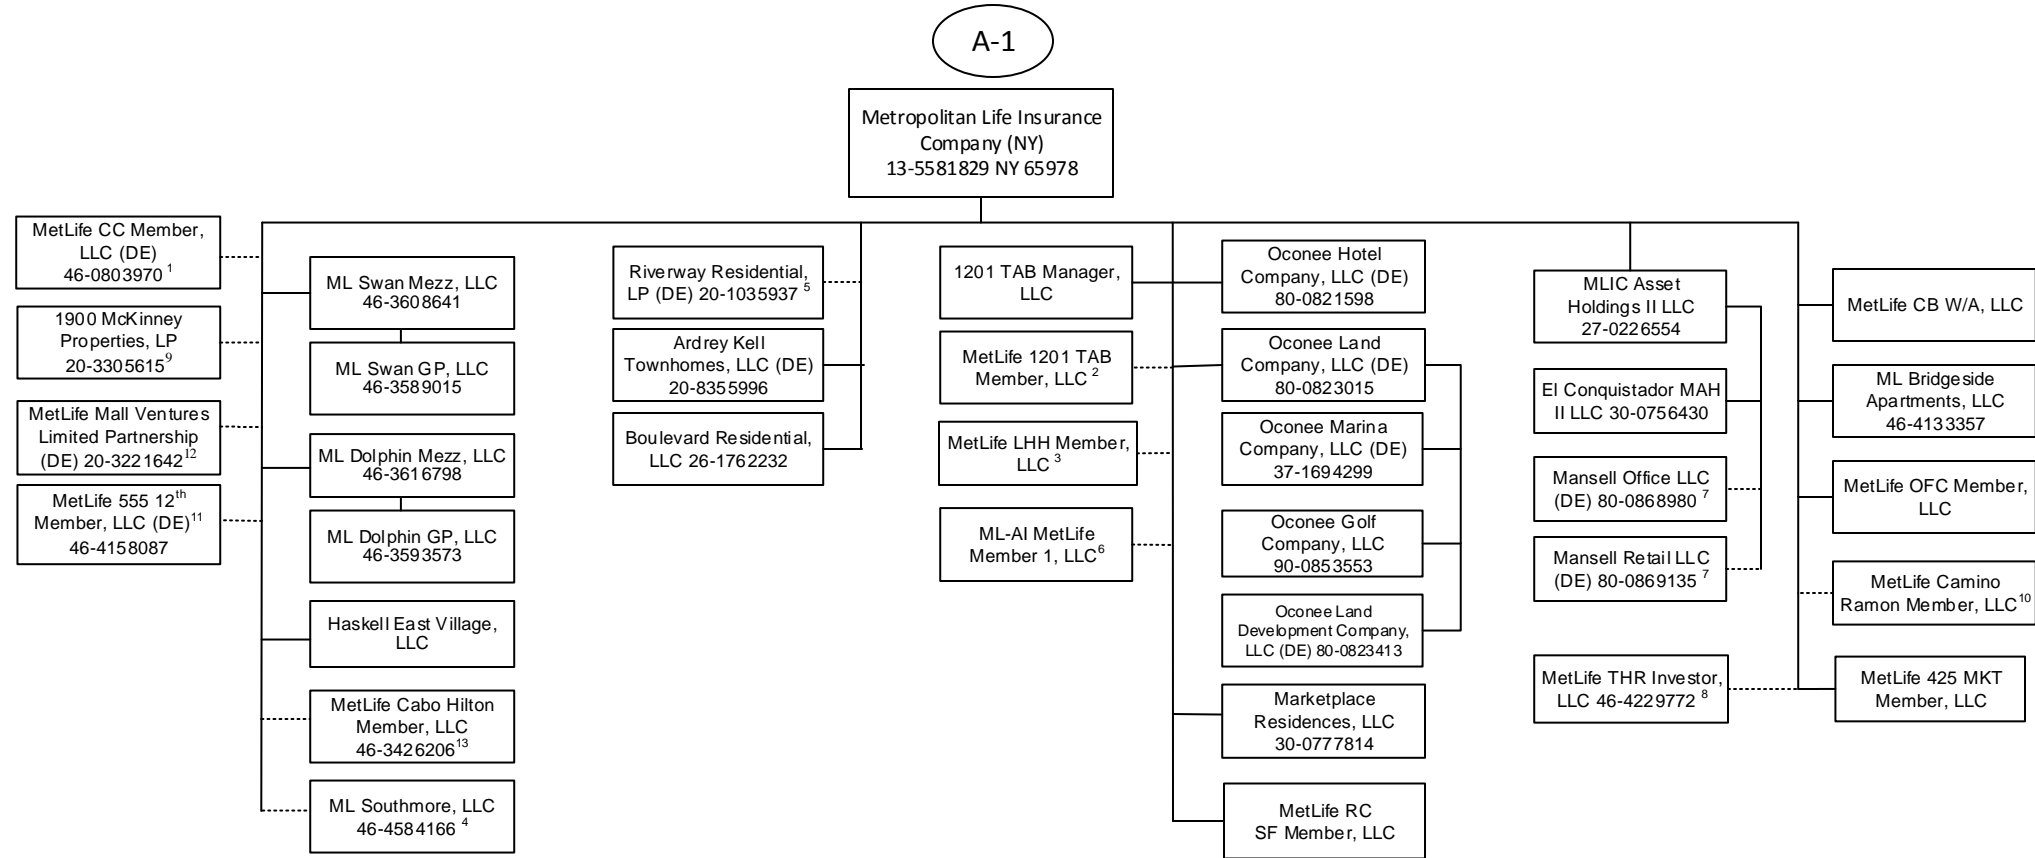 A-1
Metropolitan Life Insurance
Company (NY)
13-5581829 NY 65978
MetLife CC Member,
LLC (DE)
46-0803970 1
1900 McKinney
Properties, LP
20-3305615 9
MetLife Mall Ventures
Limited Partnership
(DE) 20-3221642 12
MetLife 555 12th
Member, LLC (DE) 11
46-4158087
ML Swan Mezz, LLC
46-3608641
ML Swan GP, LLC
46-3589015
ML Dolphin Mezz, LLC
46-3616798
ML Dolphin GP, LLC
46-3593573
Haskell East Village,
LLC
MetLife Cabo Hilton
Member, LLC
46-3426206 13
ML Southmore, LLC
46-4584166 4
Riverway Residential,
LP (DE) 20-1035937 5
Ardrey Kell
Townhomes, LLC (DE)
20-8355996
Boulevard Residential,
LLC 26-1762232
1201 TAB Manager,
LLC
MetLife 1201 TAB
Member, LLC 2
MetLife LHH Member,
LLC 3
ML-AI MetLife
Member 1, LLC 6
Oconee Hotel
Company, LLC (DE)
80-0821598
Oconee Land
Company, LLC (DE)
80-0823015
Oconee Marina
Company, LLC (DE)
37-1694299
Oconee Golf
Company, LLC
90-0853553
Oconee Land
Development Company,
LLC (DE) 80-0823413
Marketplace
Residences, LLC
30-0777814
MetLife RC
SF Member, LLC
MLIC Asset
Holdings II LLC
27-0226554
El Conquistador MAH
II LLC 30-0756430
Mansell Office LLC
(DE) 80-0868980 7
Mansell Retail LLC
(DE) 80-0869135 7
MetLife THR Investor,
LLC 46-4229772 8
MetLife CB W/A, LLC
ML Bridgeside
Apartments, LLC
46-4133357
MetLife OFC Member,
LLC
MetLife Camino
Ramon Member, LLC 10
MetLife 425 MKT
Member, LLC